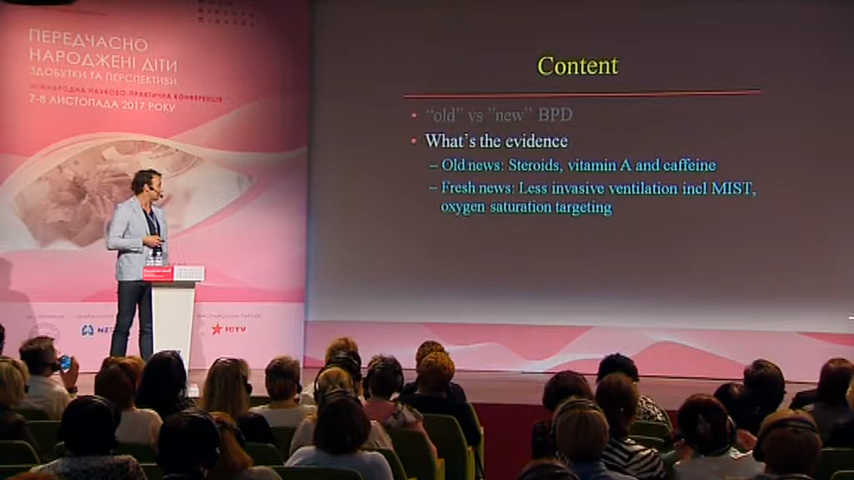 ПЕРЕДЧАСНО
НАРОДЖЕНІ ДІТИ
ЗДОБУТКИ ТА ПЕРСПЕКТИВИ
МІЖНАРОДНА НАУКОВО-ПРАКТИЧНА КОНФЕРЕНЦІЯ
7-8 ЛИСТОПАДА 2017 РОКУ
ICTV
Content
• “old” vs ”new” BPD
• What’s the evidence
– Old news: Steroids, vitamin A and caffeine
– Fresh news: Less invasive ventilation incl MIST,
oxygen saturation targeting